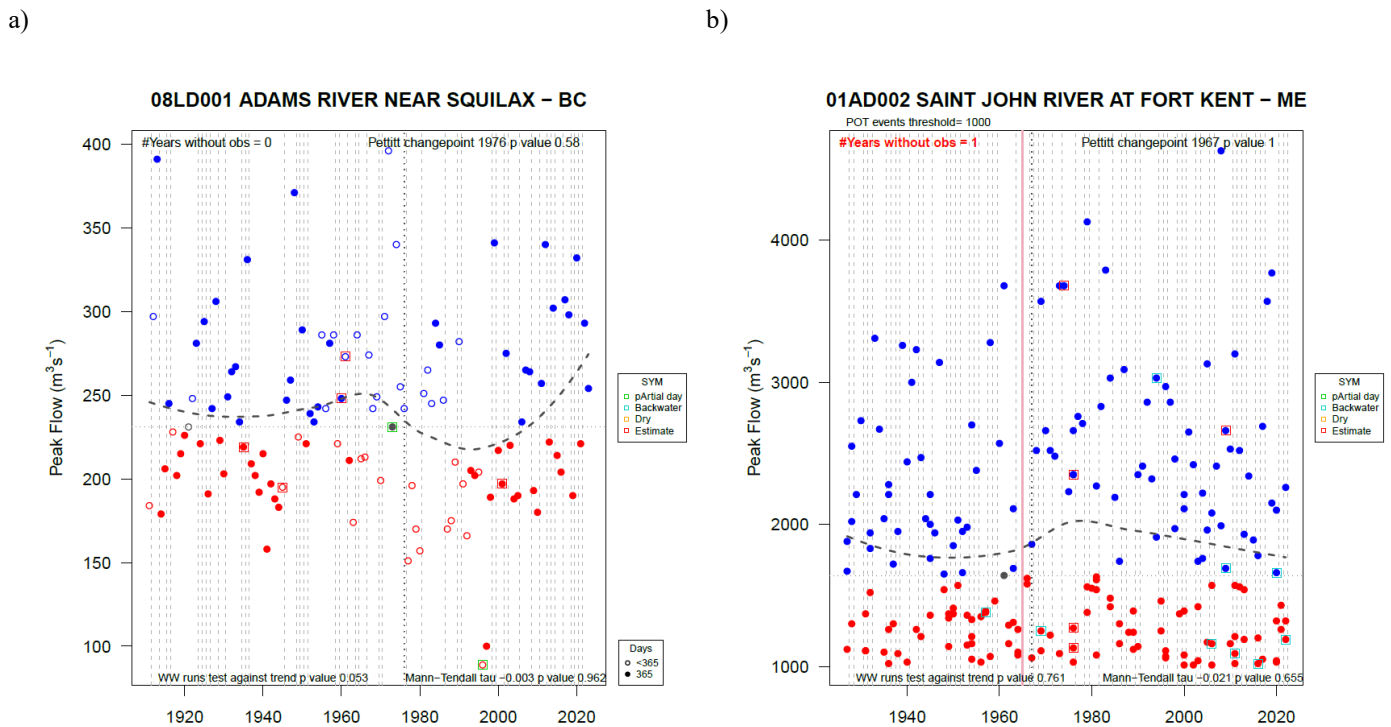 a)
b)
08LD001 ADAMS RIVER NEAR SQUILAX − BC
#Years without obs = 0
Pettitt changepoint 1976 p value 0.58
400
350
300
250
200
150
100
Peak Flow (m³s⁻¹)
WW runs test against trend p value 0.053
Mann−Tendall tau −0.003 p value 0.962
1920
1940
1960
1980
2000
2020
SYM
pArtial day
Backwater
Dry
Estimate
Days
<365
365
01AD002 SAINT JOHN RIVER AT FORT KENT − ME
POT events threshold= 1000
#Years without obs = 1
Pettitt changepoint 1967 p value 1
4000
3000
2000
1000
Peak Flow (m³s⁻¹)
WW runs test against trend p value 0.761
Mann−Tendall tau −0.021 p value 0.655
1940
1960
1980
2000
2020
SYM
pArtial day
Backwater
Dry
Estimate